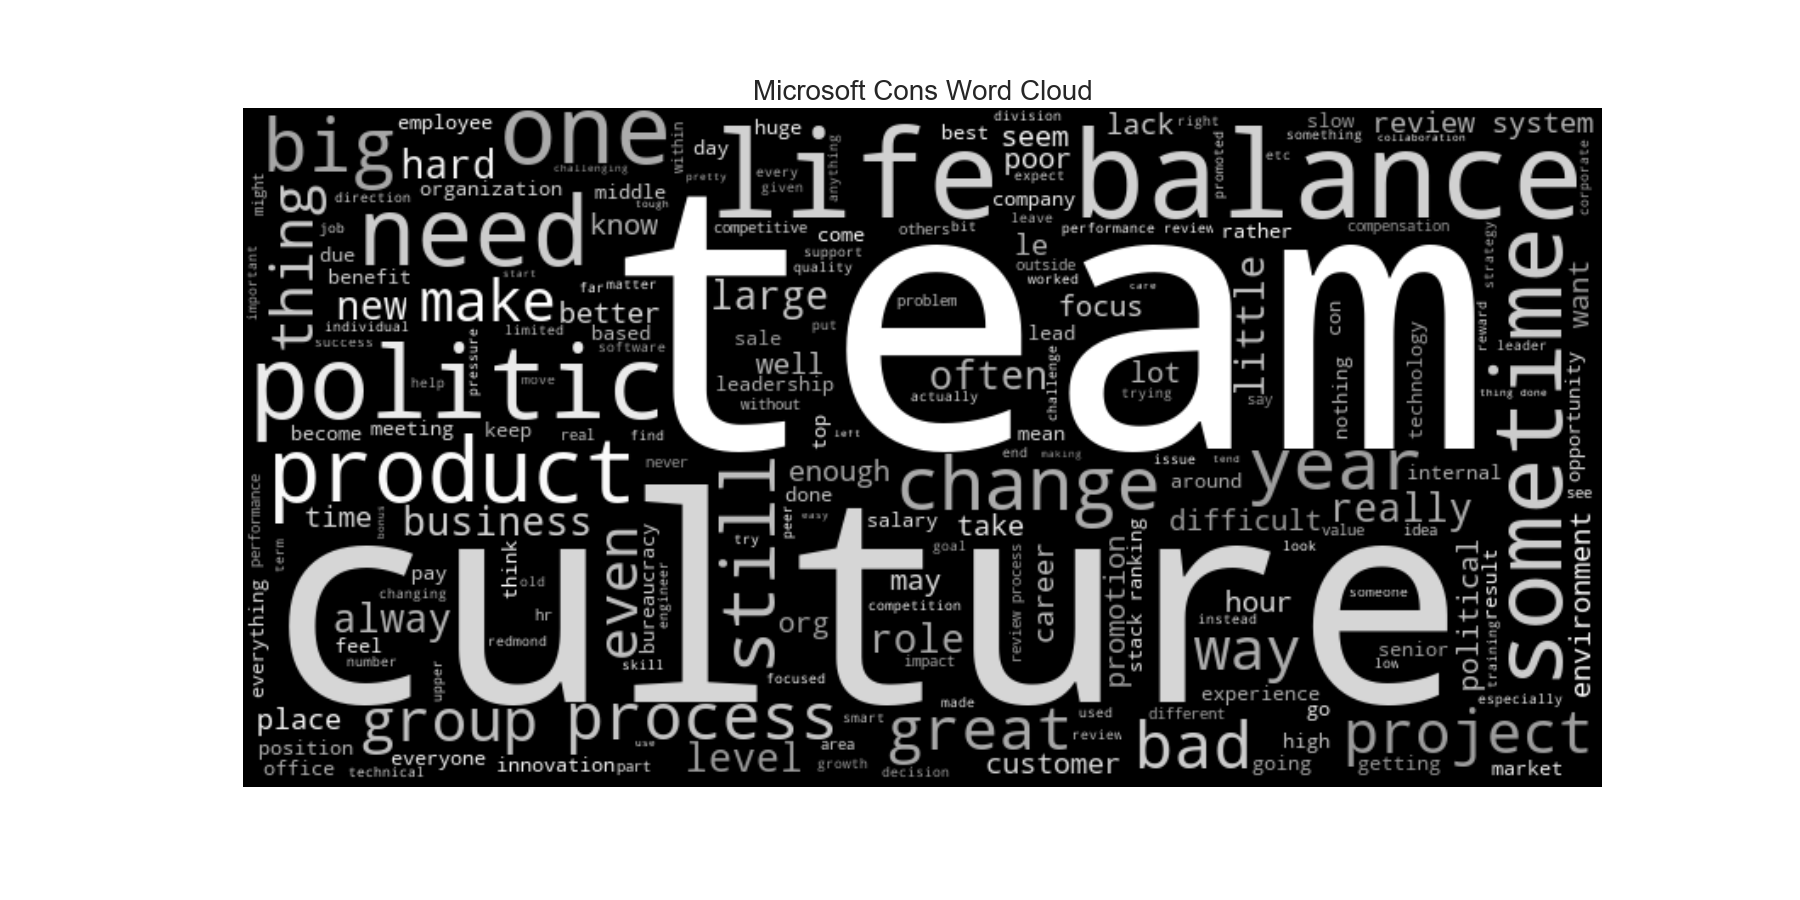 Microsoft Cons Word Cloud
big
employee
one
hard
challenging
within
day
huge
life
balance
best
division
seem
poor
expect
lack
right
slow
something
review system
collaboration
promoted
etc
corporate
might
direction
organization
middle
tough
pretty
every
given
anything
company
leave
thing
need
know
job
due
benefit
start
competitive
come
support
quality
others
bit
le
outside
worked
performance review
rather
compensation
strategy
important
new
make
far
matter
better
large
team
problem
care
focus
little
want
sometime
individual
success
limited
based
software
put
sale
well
lead
con
reward
leader
politic
pressure
help
move
leadership
without
often
actually
challenge
lot
trying
say
nothing
technology
thing done
opportunity
become
meeting
keep
real
find
top
left
mean
product
never
still
enough
end
making
change
issue
tend
around
year
internal
see
performance
time
bonus
business
done
peer
easy
salary
take
difficult
really
value
idea
term
think
even
bureaucracy
try
culture
goal
stack ranking
look
pay
changing
old
engineer
may
competition
review process
career
promotion
hour
instead
someone
political
result
environment
everything
alway
feel
number
hr
redmond
skill
org
role
impact
way
senior
low
training
upper
focused
experience
especially
place
group
process
smart
made
great
used
review
different
go
project
position
office
technical
everyone
use
innovation
part
level
area
growth
decision
customer
bad
going
high
getting
market